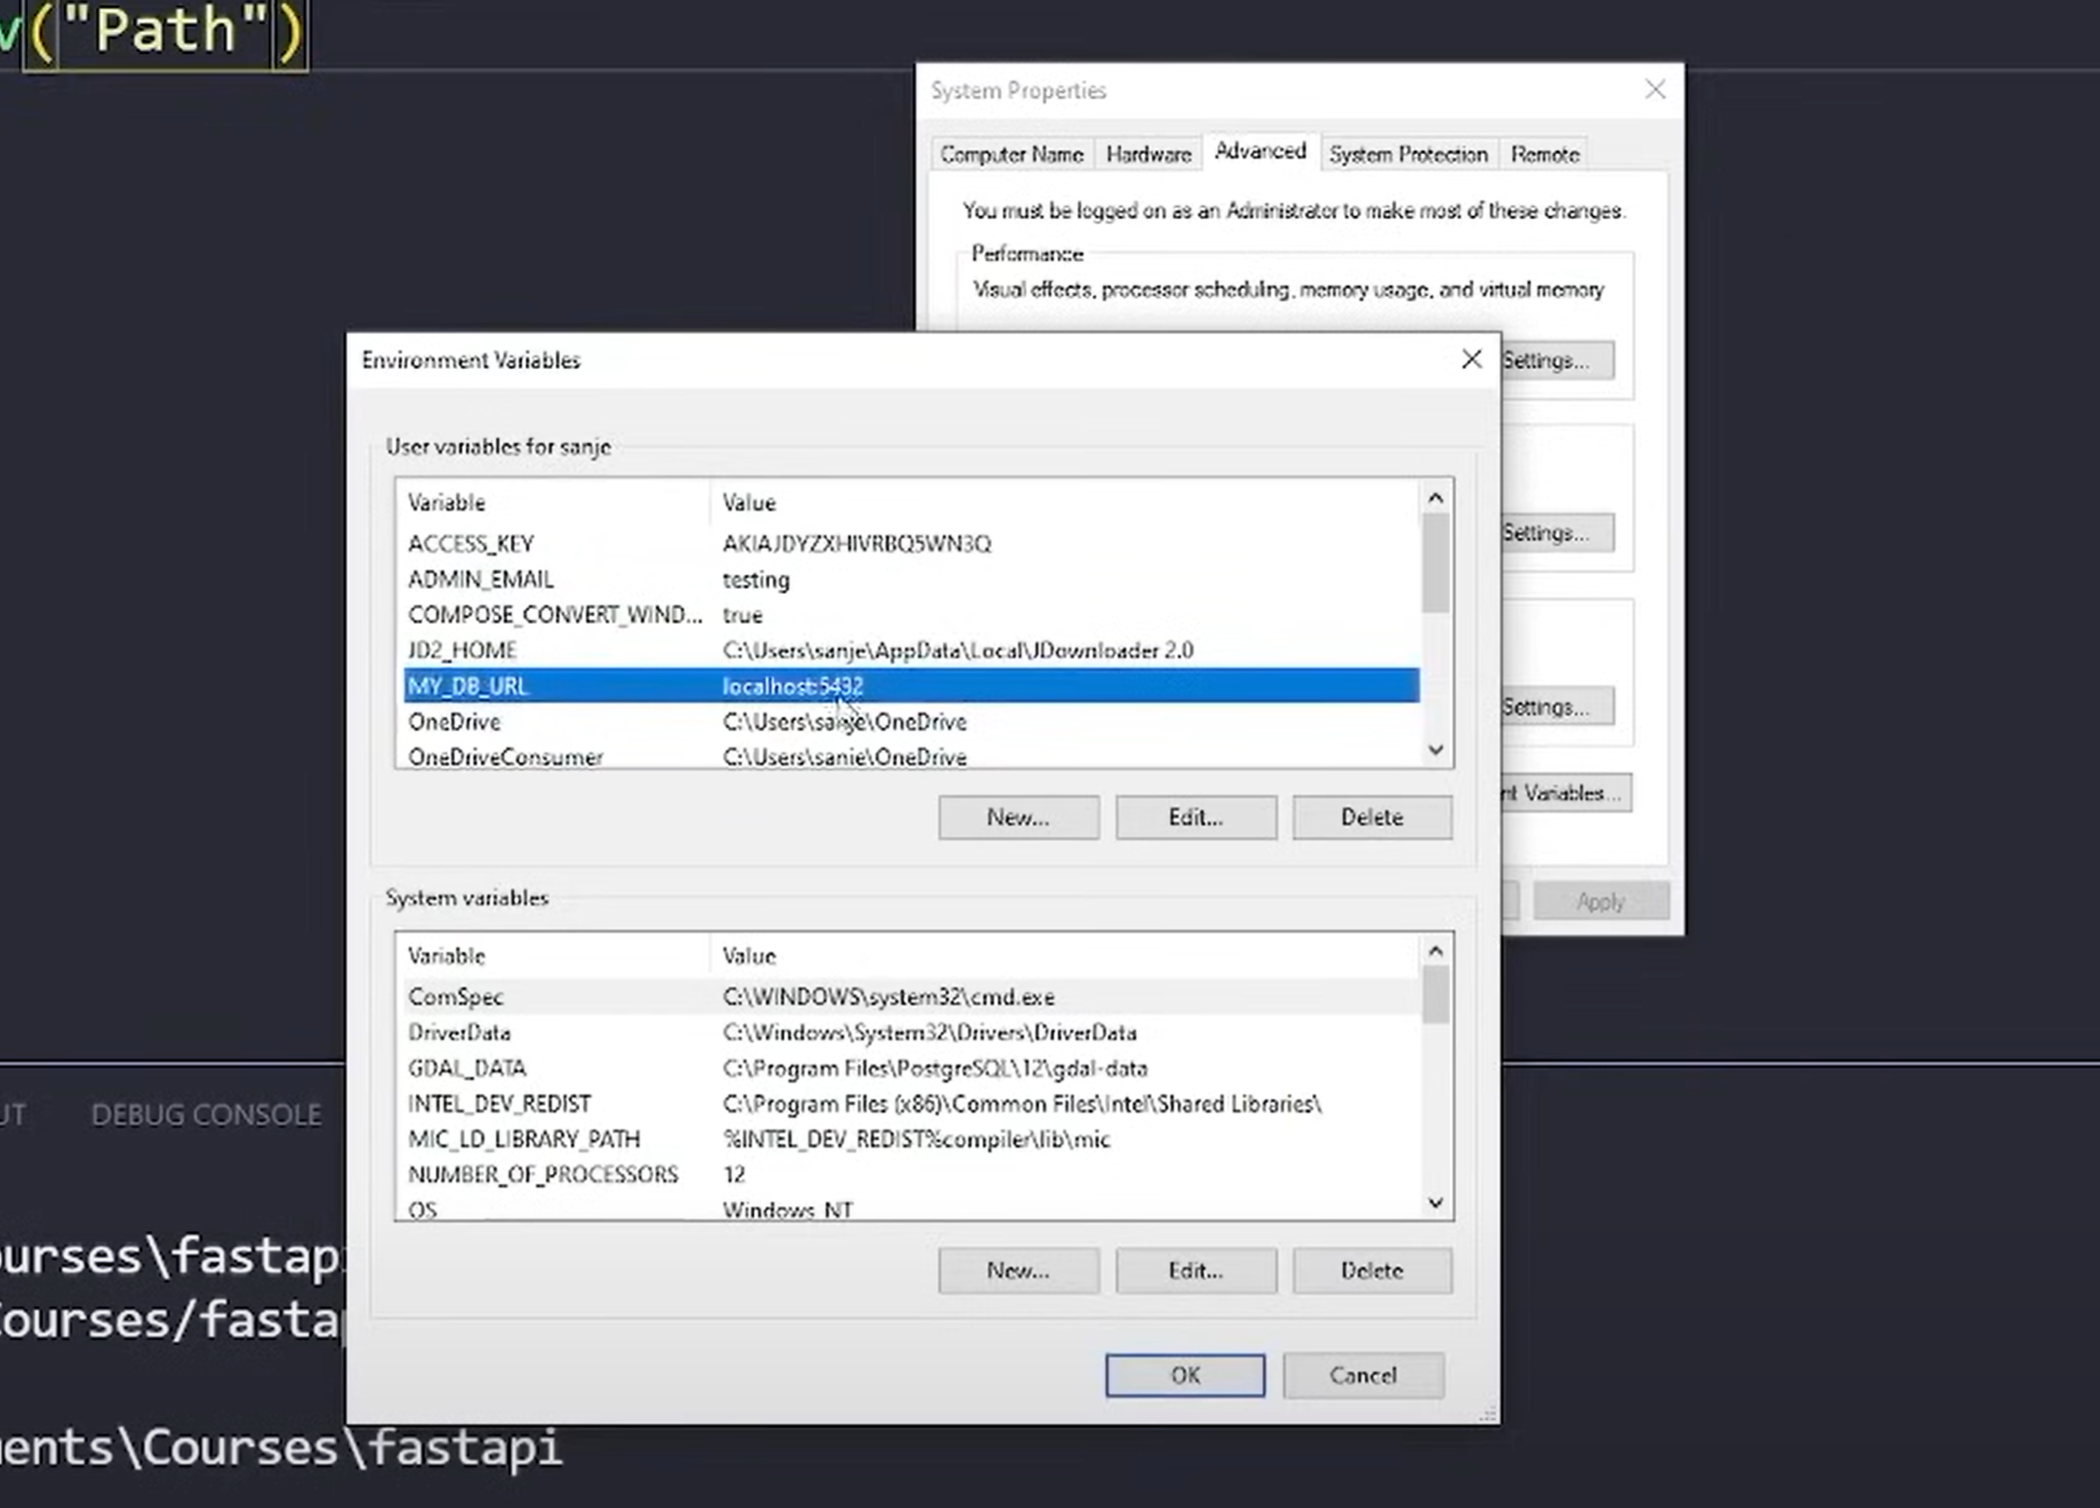 v("Path")
System Properties
Computer Name Hardware Advanced System Protection Remote
You must be logged on as an Administrator to make most of these changes.
Performance
Visual effects, processor scheduling, memory usage, and virtual memory
Settings...
Settings...
Settings...
nt Variables...
Apply
Environment Variables
User variables for sanje
Variable Value
ACCESS_KEY AKIAJDYZXHIVRBQ5WN3Q
ADMIN_EMAIL testing
COMPOSE_CONVERT_WIND... true
JD2_HOME C:\Users\sanje\AppData\Local\JDownloader 2.0
MY_DB_URL localhost:5432
OneDrive C:\Users\sanje\OneDrive
OneDriveConsumer C:\Users\sanje\OneDrive
New... Edit... Delete
System variables
Variable Value
ComSpec C:\WINDOWS\system32\cmd.exe
DriverData C:\Windows\System32\Drivers\DriverData
GDAL_DATA C:\Program Files\PostgreSQL\12\gdal-data
INTEL_DEV_REDIST C:\Program Files (x86)\Common Files\Intel\Shared Libraries\
MIC_LD_LIBRARY_PATH %INTEL_DEV_REDIST%compiler\lib\mic
NUMBER_OF_PROCESSORS 12
OS Windows_NT
New... Edit... Delete
OK Cancel
UT DEBUG CONSOLE
ourses\fastapi
Courses/fastap
ments\Courses\fastapi